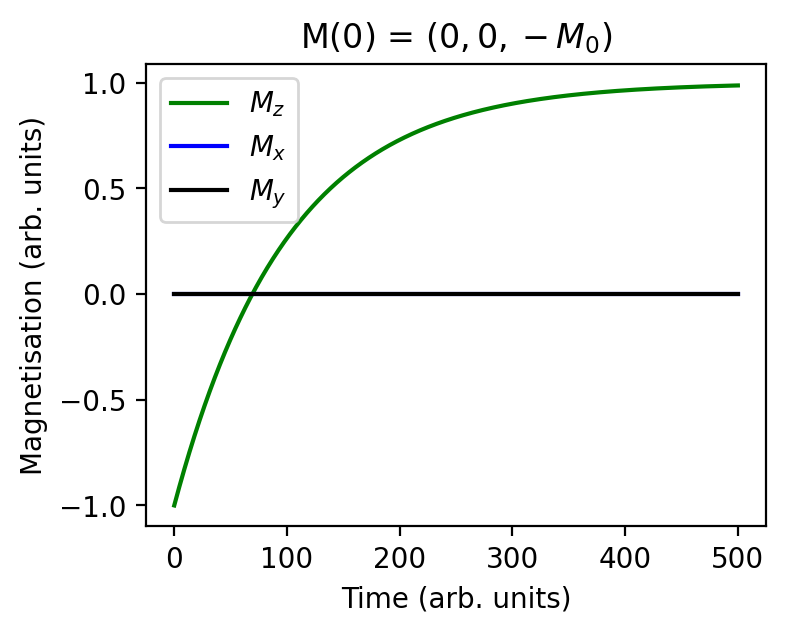 M(0) = (0, 0, −M₀)
Magnetisation (arb. units)
1.0
0.5
0.0
−0.5
−1.0
M_z
M_x
M_y
0 100 200 300 400 500
Time (arb. units)